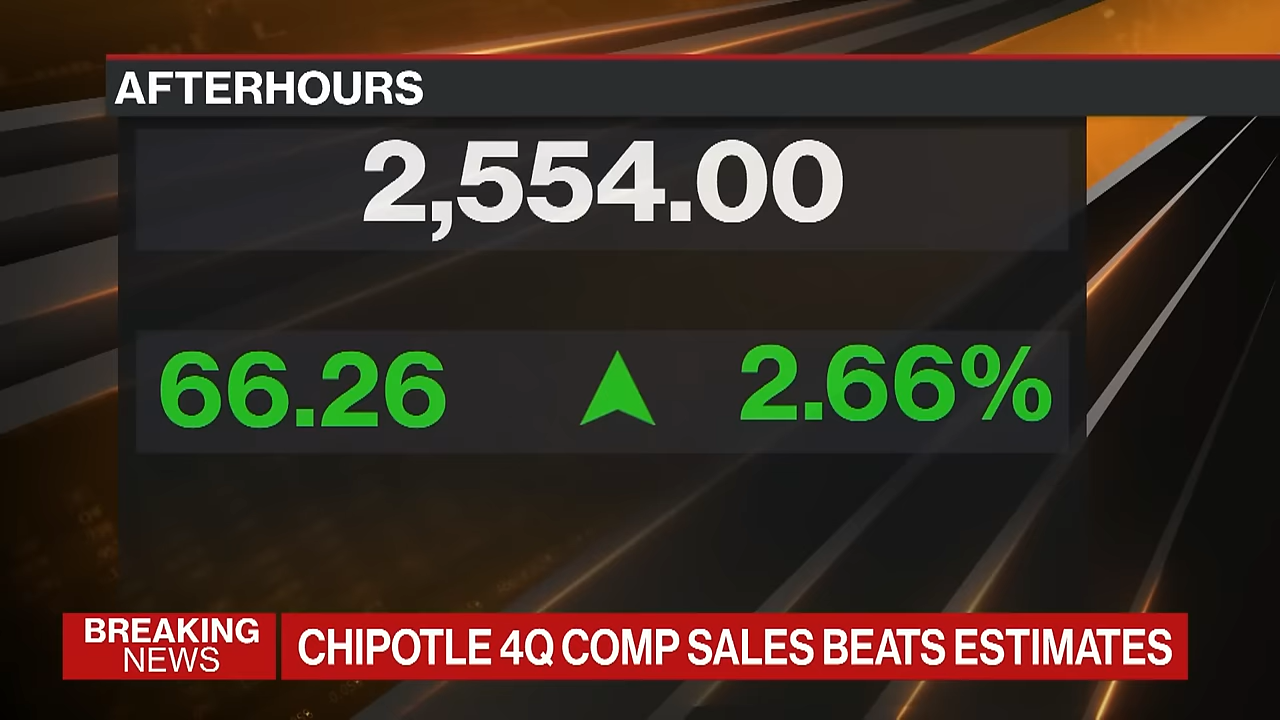 AFTERHOURS
2,554.00
66.26 ▲ 2.66%
BREAKING NEWS
CHIPOTLE 4Q COMP SALES BEATS ESTIMATES